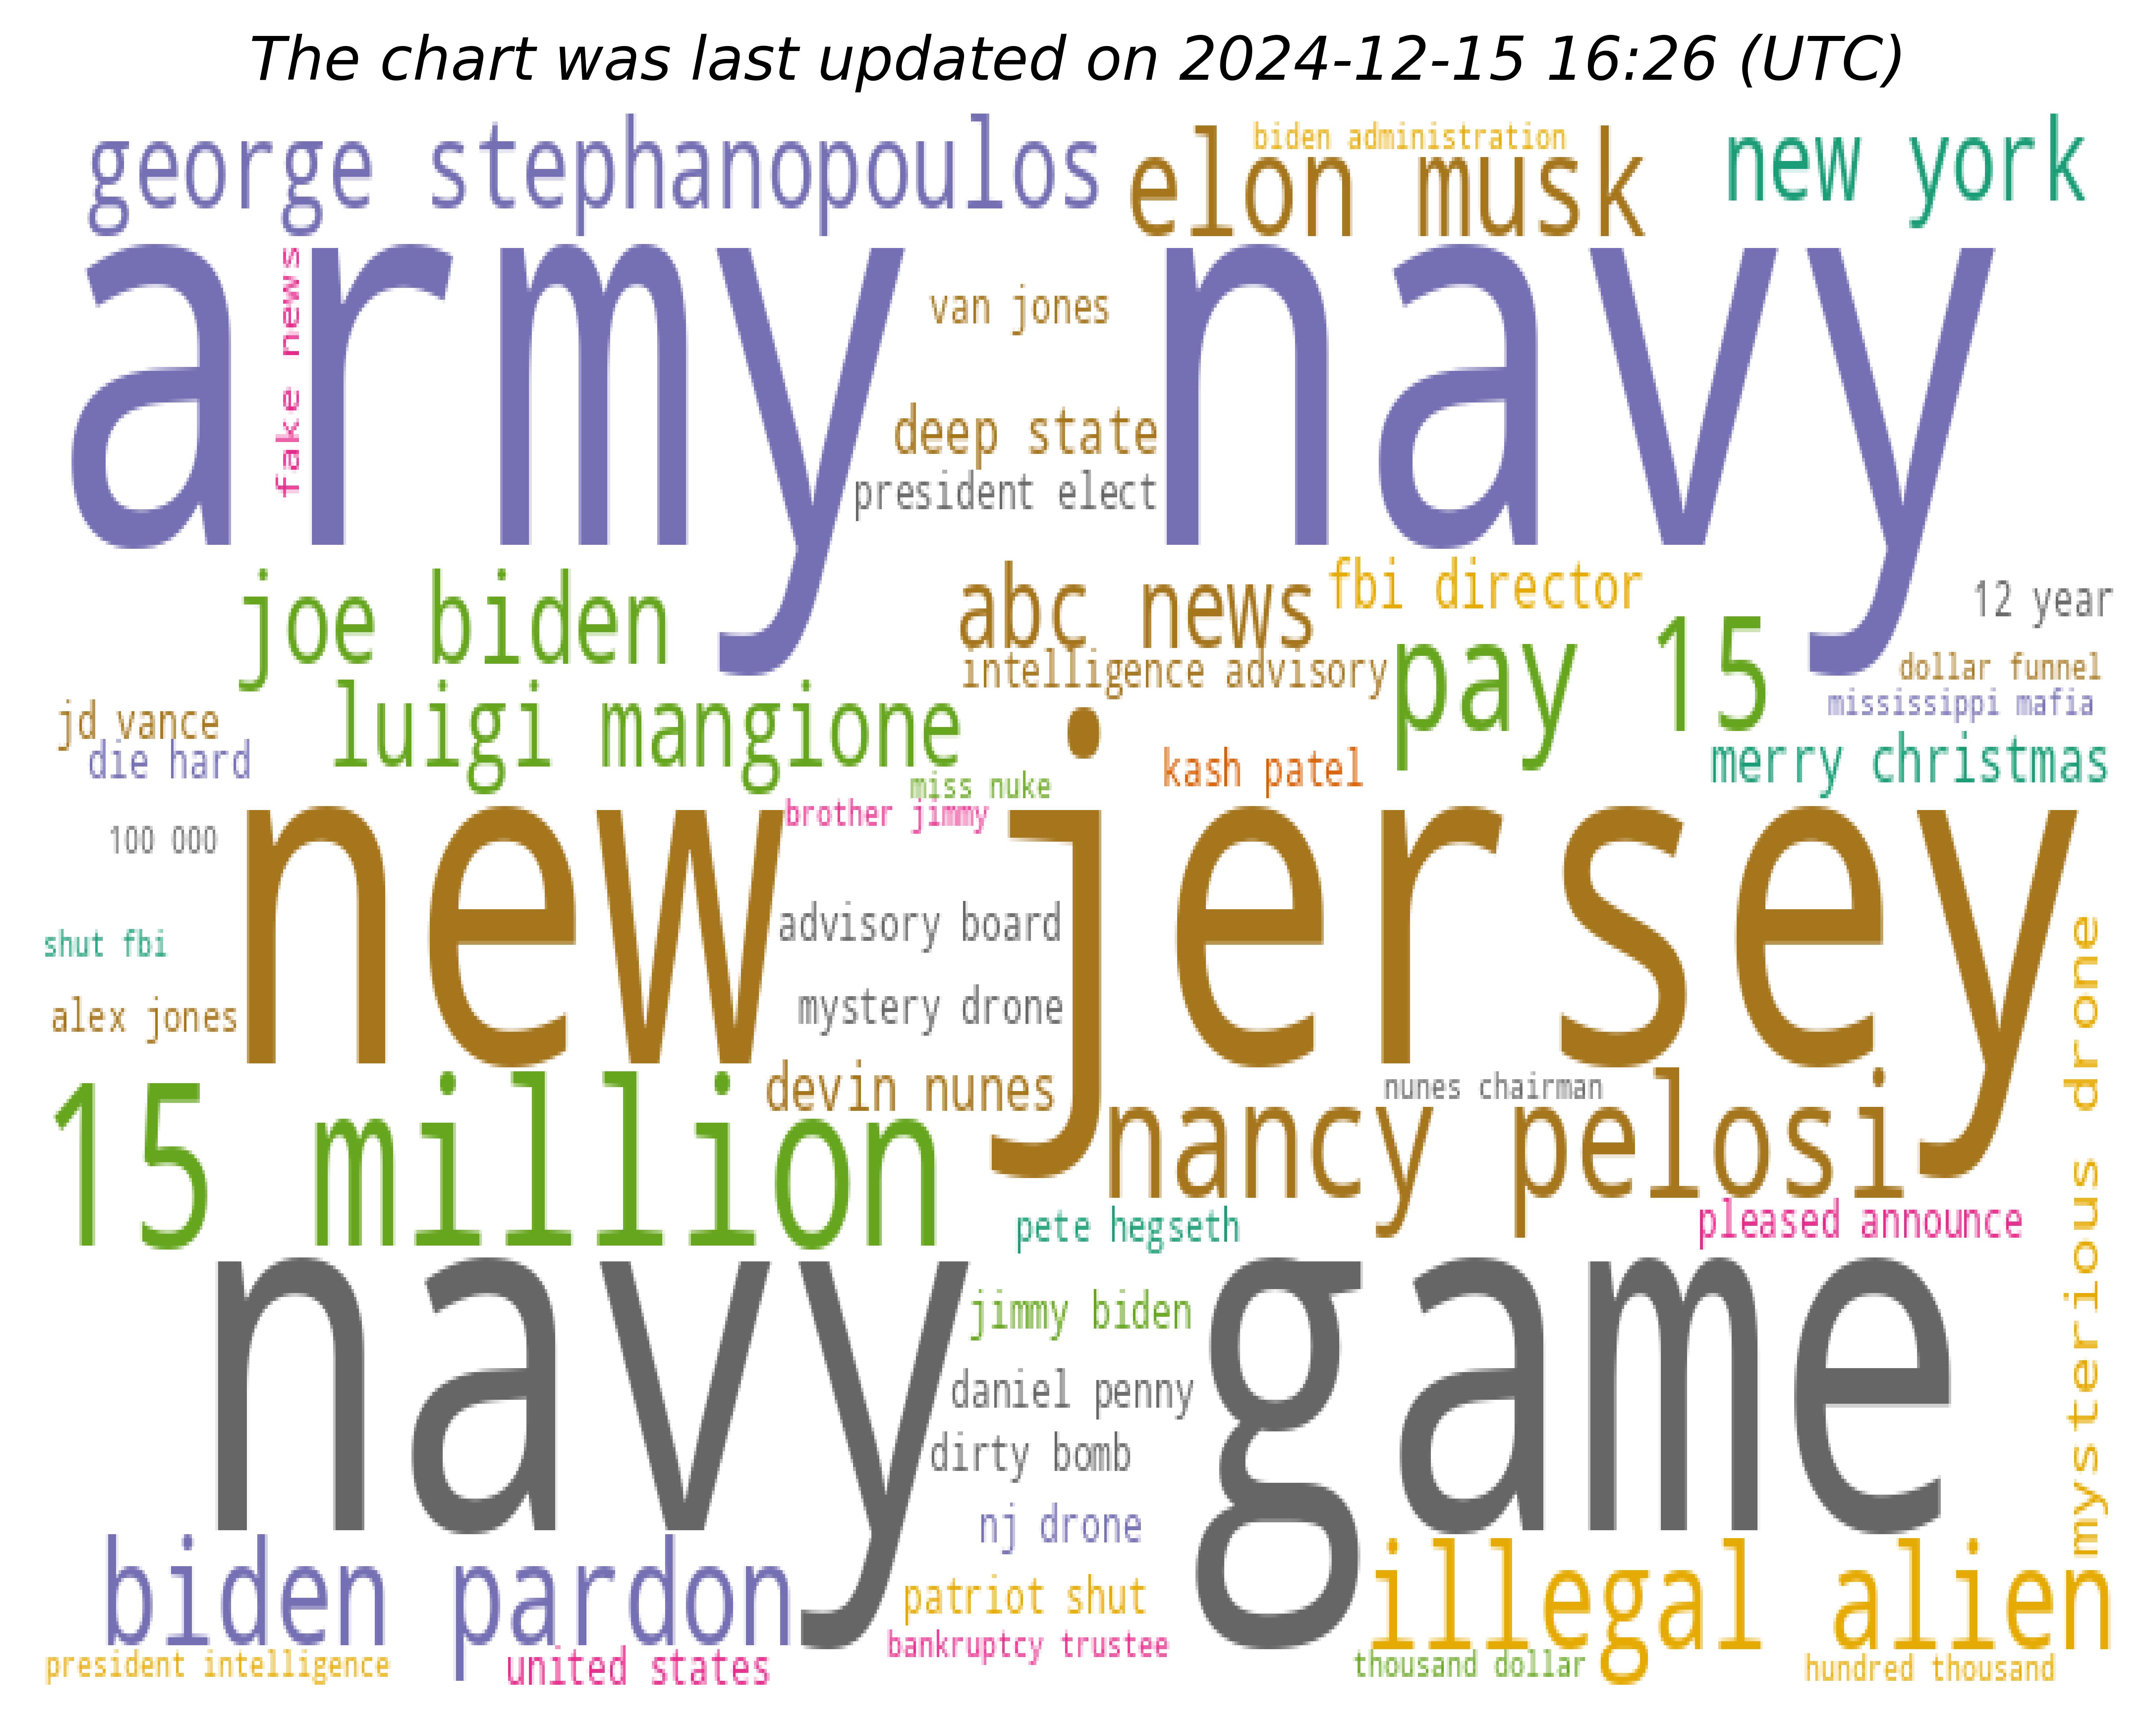 The chart was last updated on 2024-12-15 16:26 (UTC)
george stephanopoulos
biden administration
elon musk
new york
army navy
fake news
van jones
deep state
president elect
joe biden
abc news
fbi director
12 year
intelligence advisory
pay 15
dollar funnel
mississippi mafia
jd vance
die hard
luigi mangione
miss nuke
kash patel
merry christmas
brother jimmy
100 000
new jersey
advisory board
shut fbi
mystery drone
alex jones
mysterious drone
15 million
devin nunes
nunes chairman
nancy pelosi
pete hegseth
pleased announce
navy game
jimmy biden
daniel penny
dirty bomb
nj drone
biden pardon
patriot shut
illegal alien
bankruptcy trustee
president intelligence
united states
thousand dollar
hundred thousand